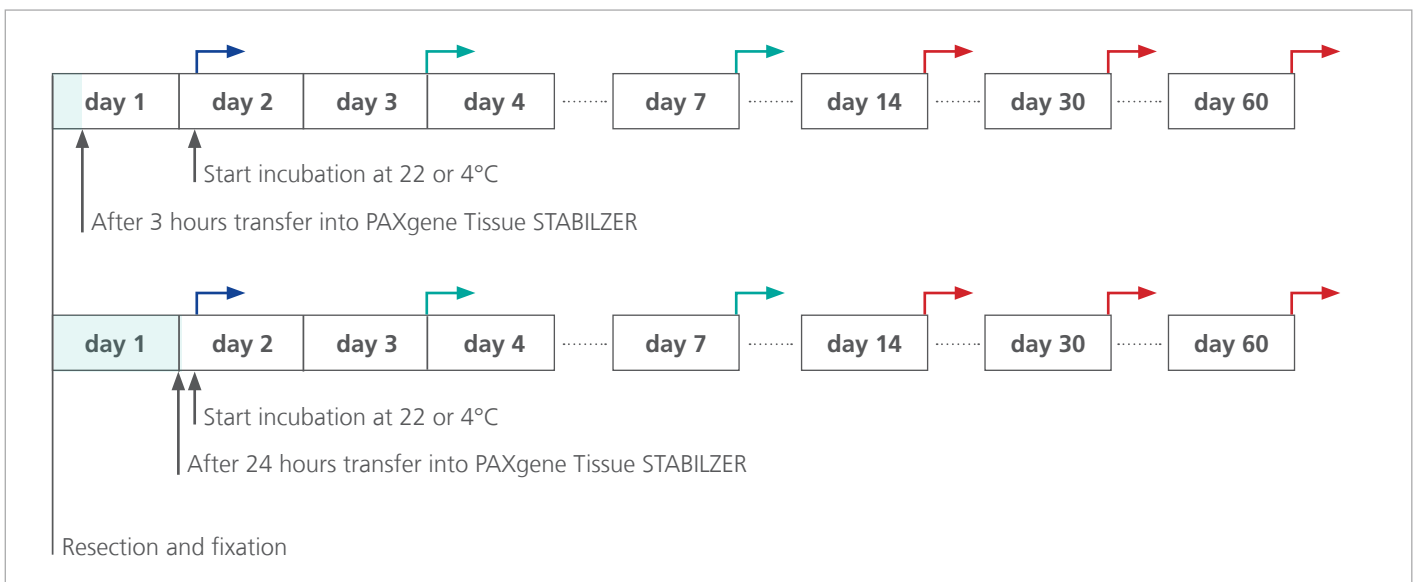 day 1 day 2 day 3 day 4 day 7 day 14 day 30 day 60
Start incubation at 22 or 4°C
After 3 hours transfer into PAXgene Tissue STABILZER
day 1 day 2 day 3 day 4 day 7 day 14 day 30 day 60
Start incubation at 22 or 4°C
After 24 hours transfer into PAXgene Tissue STABILZER
Resection and fixation